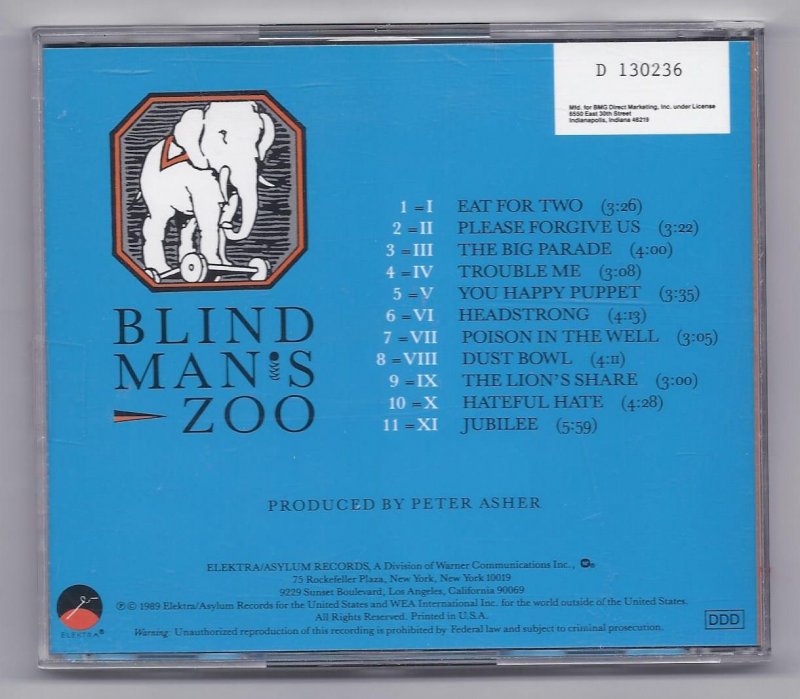 D 130236
Mfd. for BMG Direct Marketing, Inc. under License
6550 East 30th Street
Indianapolis, Indiana 46219
1 = I EAT FOR TWO (3:26)
2 = II PLEASE FORGIVE US (3:22)
3 = III THE BIG PARADE (4:00)
4 = IV TROUBLE ME (3:08)
5 = V YOU HAPPY PUPPET (3:35)
6 = VI HEADSTRONG (4:13)
7 = VII POISON IN THE WELL (3:05)
8 = VIII DUST BOWL (4:11)
9 = IX THE LION'S SHARE (3:00)
10 = X HATEFUL HATE (4:28)
11 = XI JUBILEE (5:59)
BLIND
MAN'S
ZOO
PRODUCED BY PETER ASHER
ELEKTRA/ASYLUM RECORDS, A Division of Warner Communications Inc., ®
75 Rockefeller Plaza, New York, New York 10019
9229 Sunset Boulevard, Los Angeles, California 90069
℗© 1989 Elektra/Asylum Records for the United States and WEA International Inc. for the world outside of the United States.
All Rights Reserved. Printed in U.S.A.
Warning: Unauthorized reproduction of this recording is prohibited by Federal law and subject to criminal prosecution.
ELEKTRA®
DDD